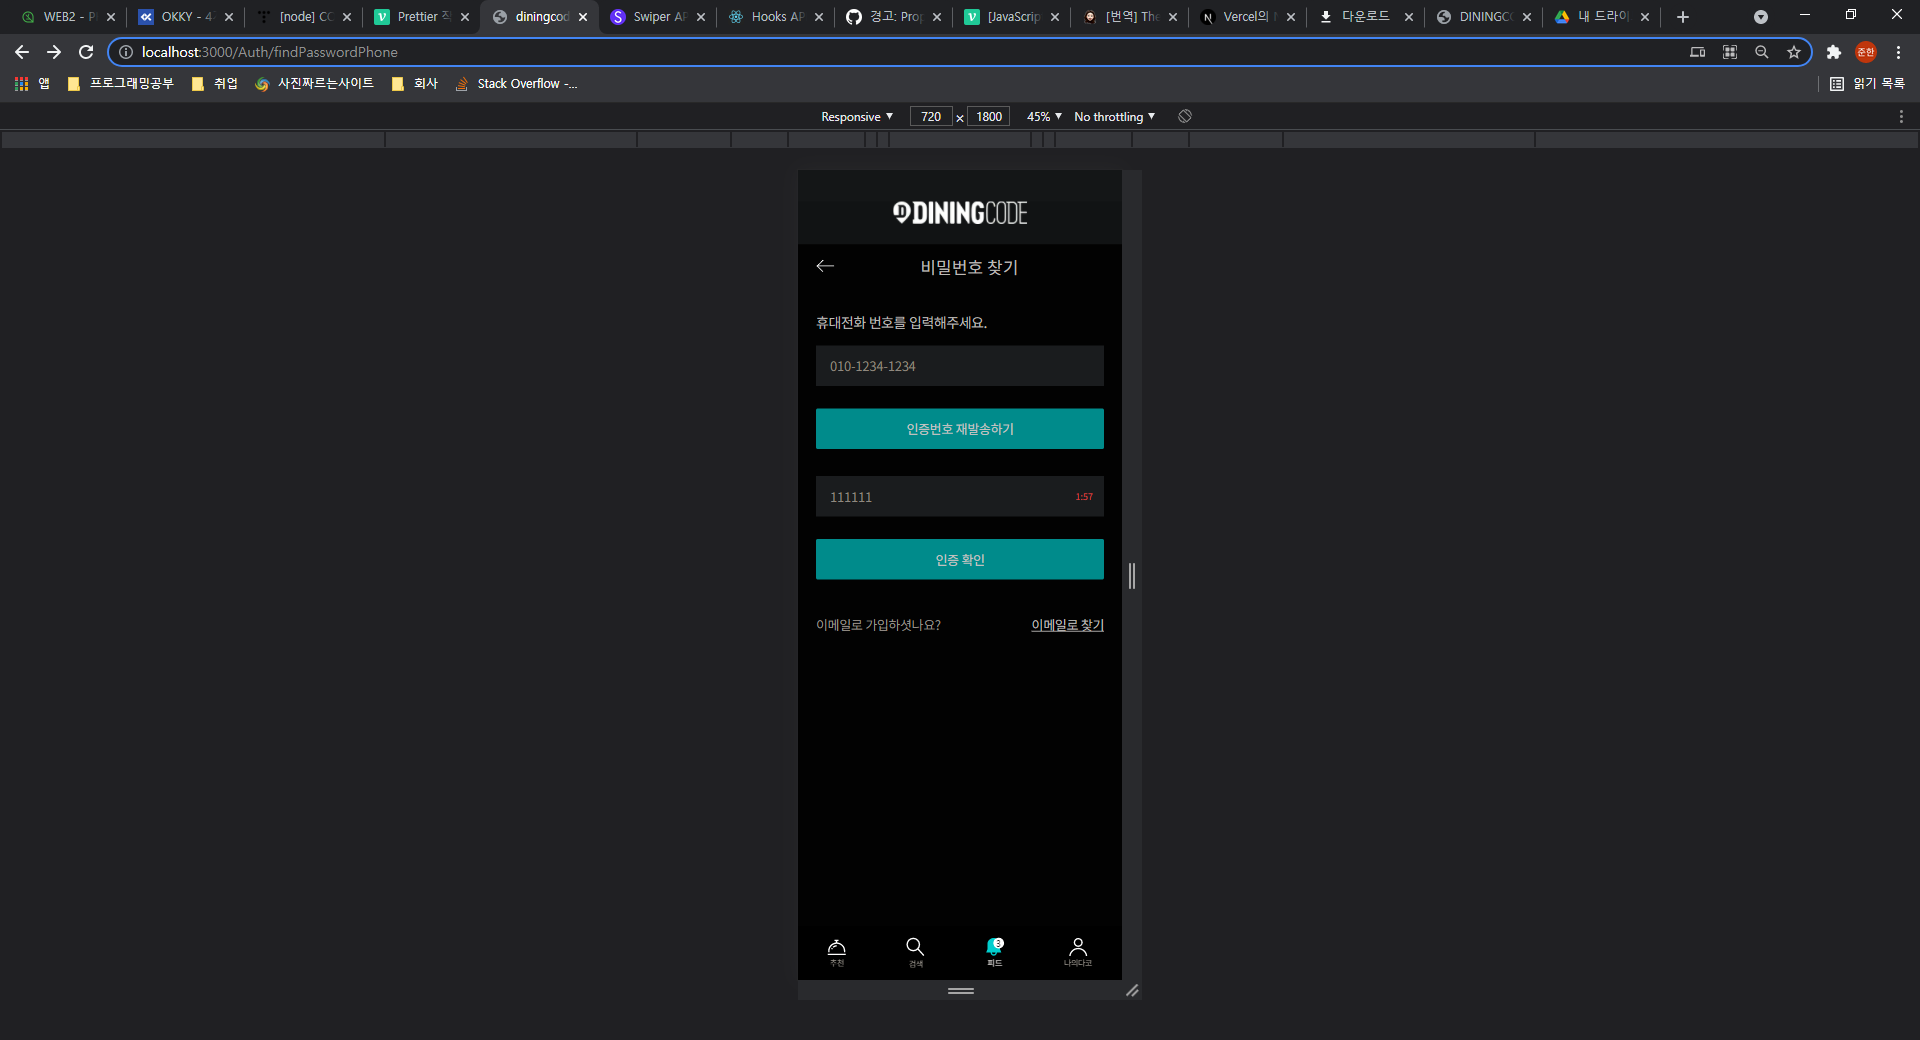 WEB2 - P
OKKY - 4
[node] CO
Prettier
diningcod
Swiper AP
Hooks AP
경고: Prop
[JavaScrip
[번역] The
Vercel의
다운로드
DININGCO
내 드라이
localhost:3000/Auth/findPasswordPhone
준한
앱
프로그래밍공부
취업
사진짜르는사이트
회사
Stack Overflow -...
읽기 목록
Responsive
720 × 1800
45%
No throttling
DININGCODE
비밀번호 찾기
휴대전화 번호를 입력해주세요.
010-1234-1234
인증번호 재발송하기
111111
1:57
인증 확인
이메일로 가입하셧나요?
이메일로 찾기
추천
검색
피드
나의다코